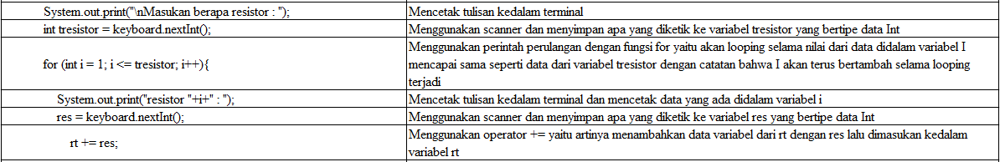 System.out.print("\nMasukan berapa resistor : ");
Mencetak tulisan kedalam terminal
int tresistor = keyboard.nextInt();
Menggunakan scanner dan menyimpan apa yang diketik ke variabel tresistor yang bertipe data Int
for (int i = 1; i <= tresistor; i++){
Menggunakan perintah perulangan dengan fungsi for yaitu akan looping selama nilai dari data didalam variabel I
mencapai sama seperti data dari variabel tresistor dengan catatan bahwa I akan terus bertambah selama looping
terjadi
System.out.print("resistor "+i+" : ");
Mencetak tulisan kedalam terminal dan mencetak data yang ada didalam variabel i
res = keyboard.nextInt();
Menggunakan scanner dan menyimpan apa yang diketik ke variabel res yang bertipe data Int
rt += res;
Menggunakan operator += yaitu artinya menambahkan data variabel dari rt dengan res lalu dimasukan kedalam
variabel rt